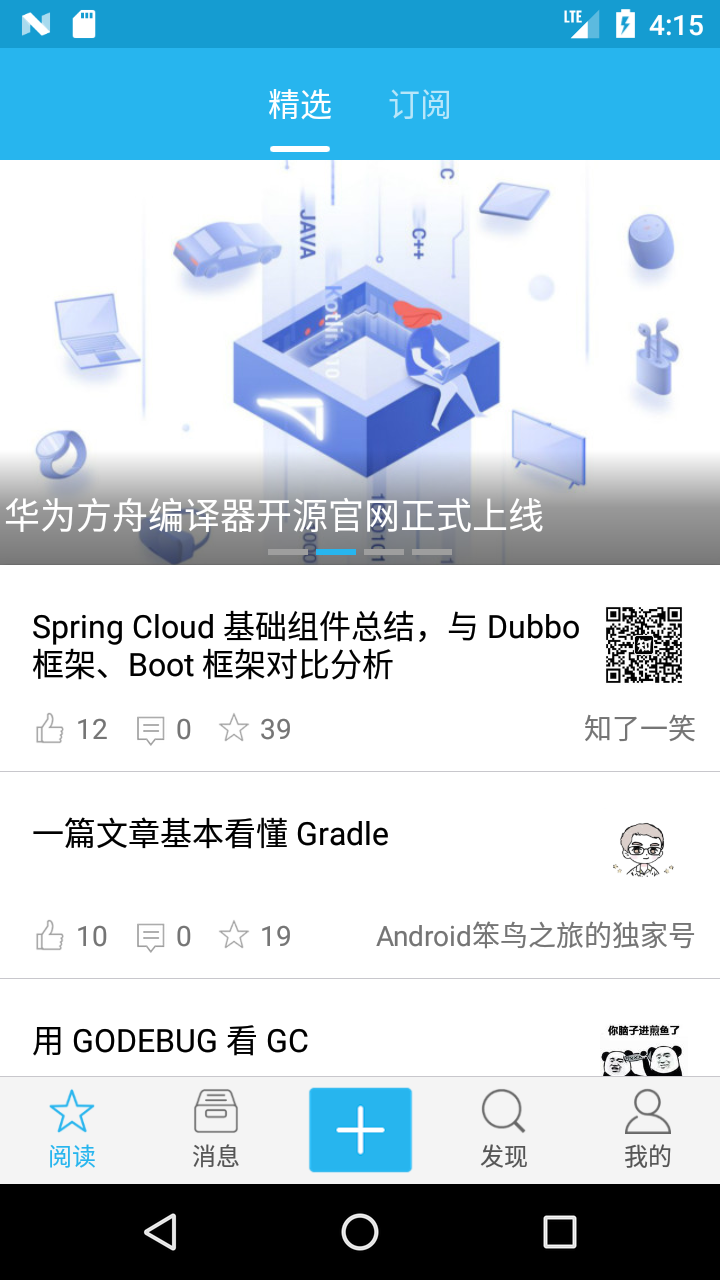 LTE 4:15
精选 订阅
JAVA
C
C++
Kotlin
华为方舟编译器开源官网正式上线
Spring Cloud 基础组件总结，与 Dubbo
框架、Boot 框架对比分析
12 0 39 知了一笑
一篇文章基本看懂 Gradle
10 0 19 Android笨鸟之旅的独家号
用 GODEBUG 看 GC
你脑子进煎鱼了
阅读 消息 发现 我的